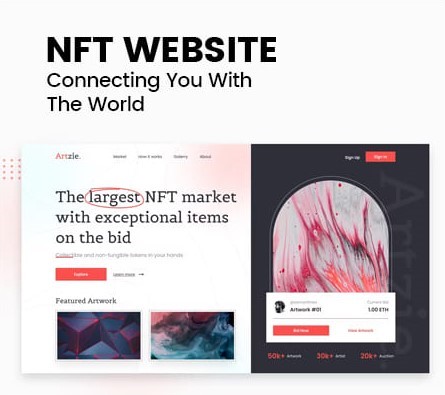 NFT WEBSITE
Connecting You With
The World
Artzle.
Market How it works Gallery About
Sign Up Sign In
The largest NFT market
with exceptional items
on the bid
Collectible and non-fungible tokens in your hands
Explore Learn more
Featured Artwork
Artzle.
Current Bid
Artwork #01 1.00 ETH
Bid Now View Artwork
50k+ Artwork 30k+ Artist 20k+ Auction